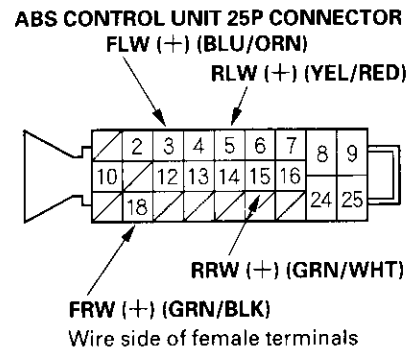 ABS CONTROL UNIT 25P CONNECTOR
FLW (+) (BLU/ORN)
RLW (+) (YEL/RED)
2 3 4 5 6 7 8 9
10 12 13 14 15 16
18 24 25
RRW (+) (GRN/WHT)
FRW (+) (GRN/BLK)
Wire side of female terminals